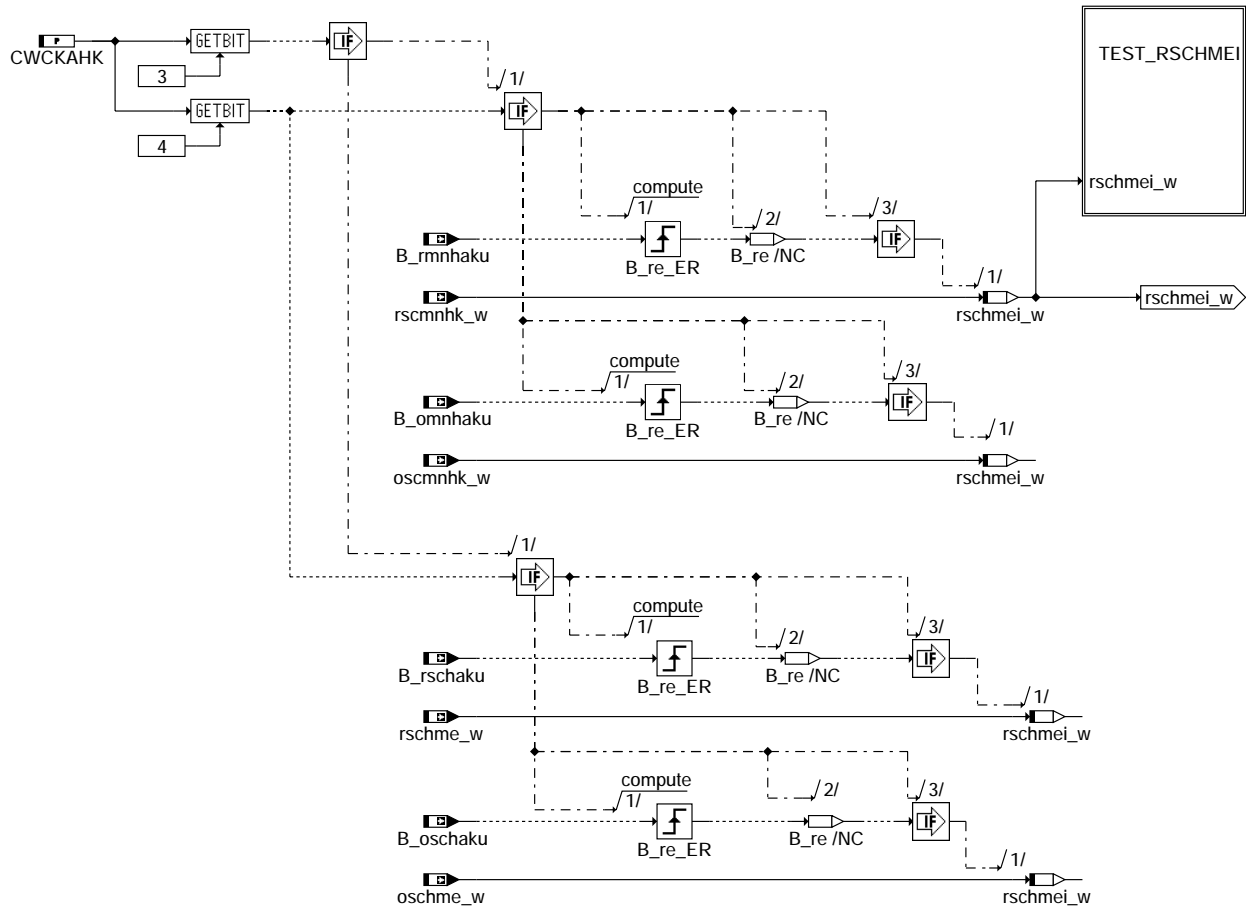 P
GETBIT
IF
CWCKAHK
TEST_RSCHMEI
3
/1/
GETBIT
IF
4
compute
rschmei_w
1/
/2/
/3/
B_rmnhaku
B_re_ER
B_re /NC
IF
/1/
rscmnhk_w
rschmei_w
rschmei_w
compute
1/
/2/
/3/
B_omnhaku
B_re_ER
B_re /NC
IF
/1/
oscmnhk_w
rschmei_w
/1/
IF
compute
1/
/2/
/3/
B_rschaku
B_re_ER
B_re /NC
IF
/1/
rschme_w
rschmei_w
compute
1/
/2/
/3/
B_oschaku
B_re_ER
B_re /NC
IF
/1/
oschme_w
rschmei_w